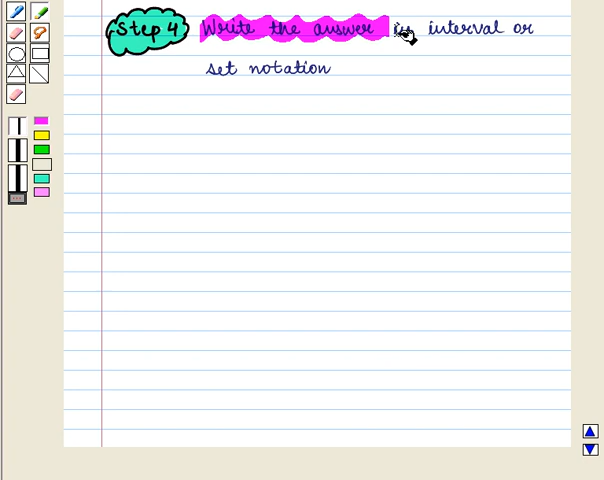 Step 4 Write the answer in interval or
set notation